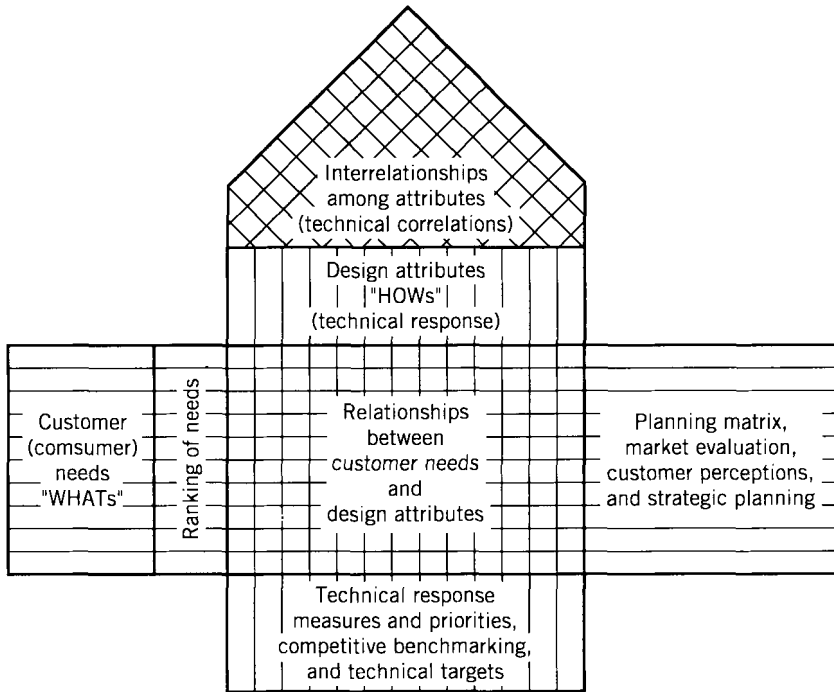 Interrelationships
among attributes
(technical correlations)
Design attributes
"HOWs"
(technical response)
Customer
(comsumer)
needs
"WHATs"
Ranking of needs
Relationships
between
customer needs
and
design attributes
Planning matrix,
market evaluation,
customer perceptions,
and strategic planning
Technical response
measures and priorities,
competitive benchmarking,
and technical targets